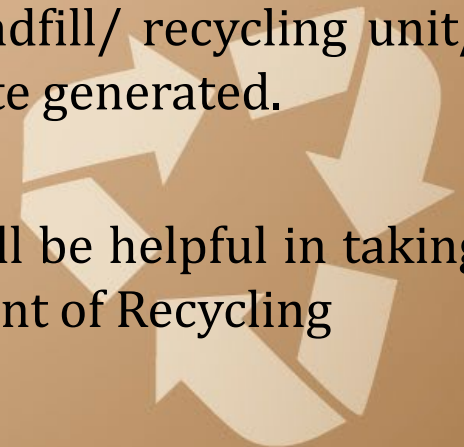 ndfill/ recycling unit,
te generated.
ll be helpful in taking
nt of Recycling